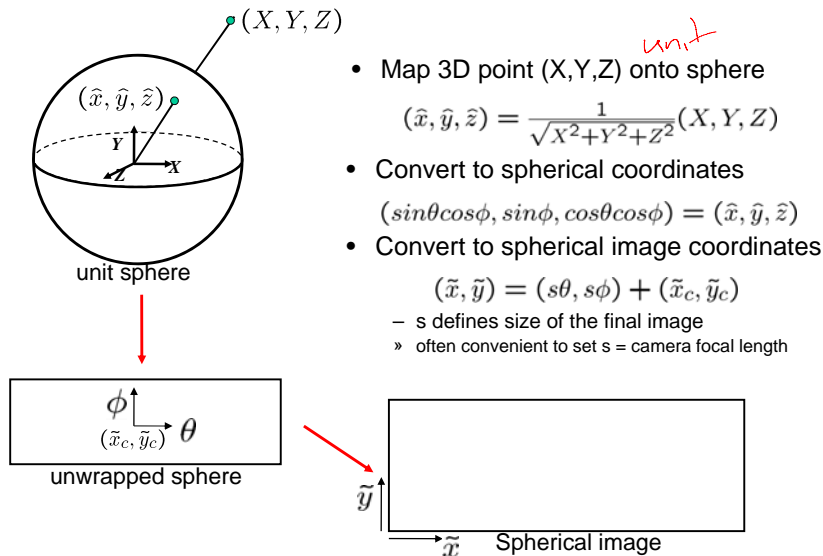 (X, Y, Z)
unit
• Map 3D point (X,Y,Z) onto sphere
(x̂, ŷ, ẑ)
(x̂, ŷ, ẑ) = 1/√(X²+Y²+Z²) (X, Y, Z)
Y
X
Z
• Convert to spherical coordinates
(sinθcosφ, sinφ, cosθcosφ) = (x̂, ŷ, ẑ)
• Convert to spherical image coordinates
unit sphere
(x̃, ỹ) = (sθ, sφ) + (x̃c, ỹc)
– s defines size of the final image
» often convenient to set s = camera focal length
ϕ
θ
(x̃c, ỹc)
unwrapped sphere
ỹ
x̃
Spherical image